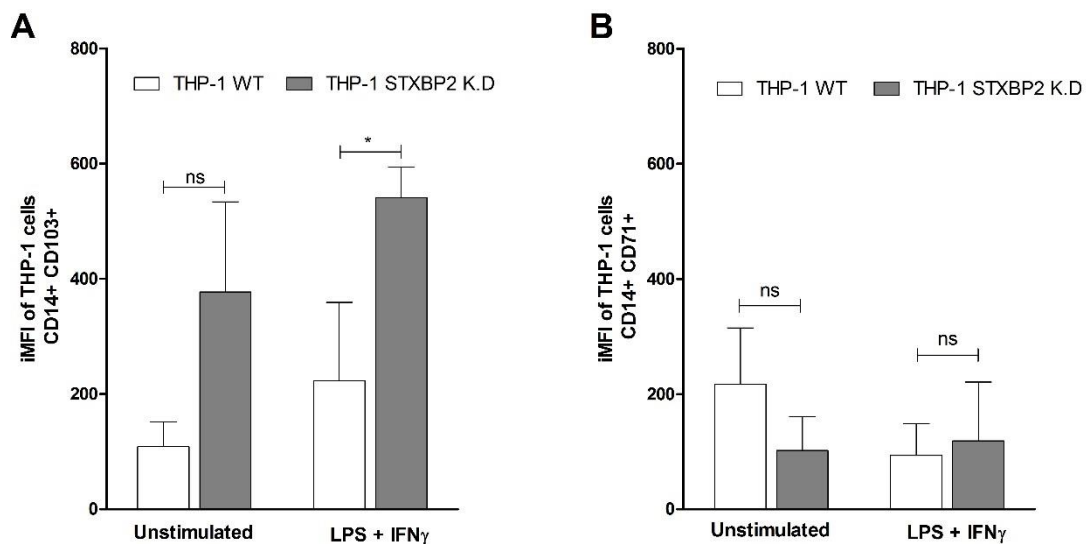 A
800
THP-1 WT
THP-1 STXBP2 K.D
600
ns
*
400
200
0
iMFI of THP-1 cells
CD14+ CD103+
Unstimulated
LPS + IFNγ
B
800
THP-1 WT
THP-1 STXBP2 K.D
600
400
ns
ns
200
0
iMFI of THP-1 cells
CD14+ CD71+
Unstimulated
LPS + IFNγ